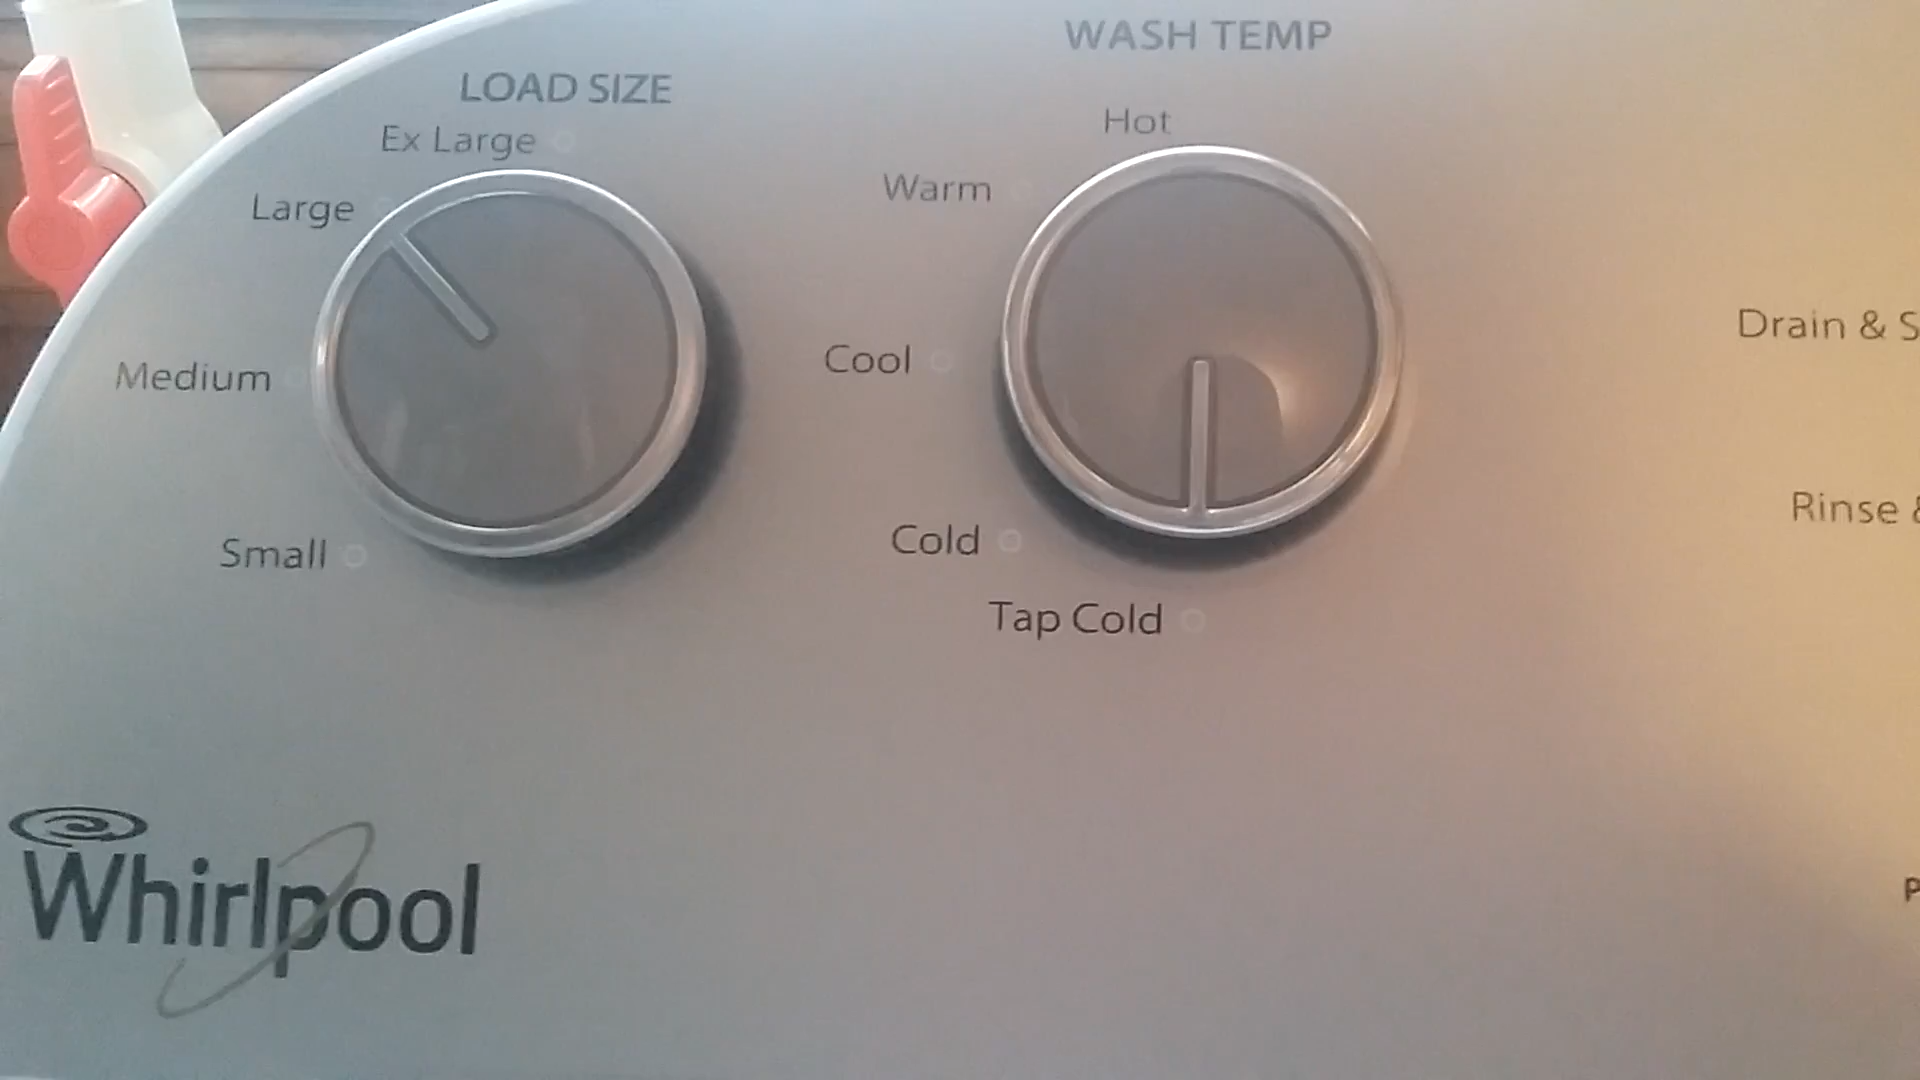 WASH TEMP
LOAD SIZE
Hot
Ex Large
Warm
Large
Drain &
Cool
Medium
Rinse
Cold
Small
Tap Cold
Whirlpool